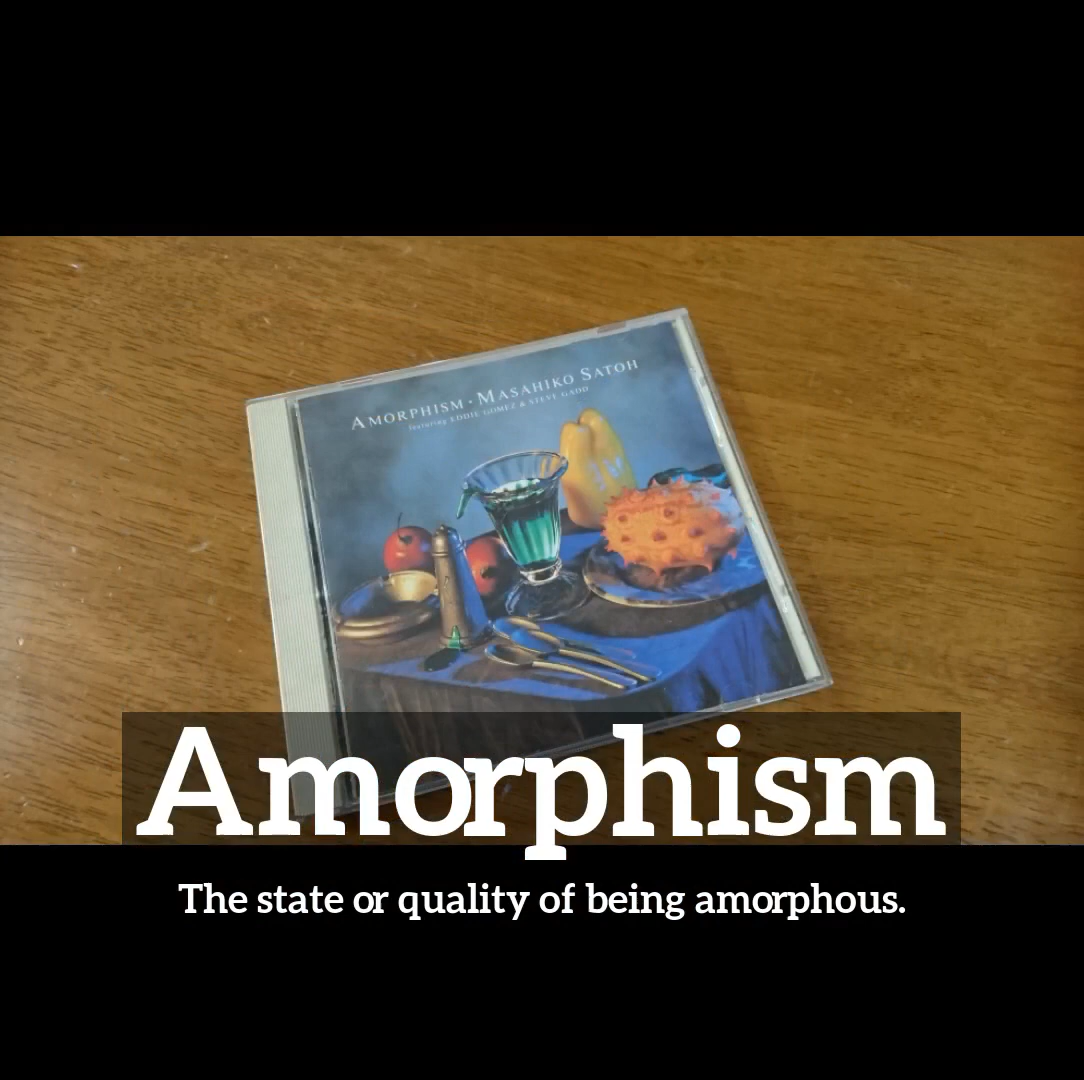 AMORPHISM · MASAHIKO SATOH
featuring EDDIE GOMEZ & STEVE GADD
Amorphism
The state or quality of being amorphous.